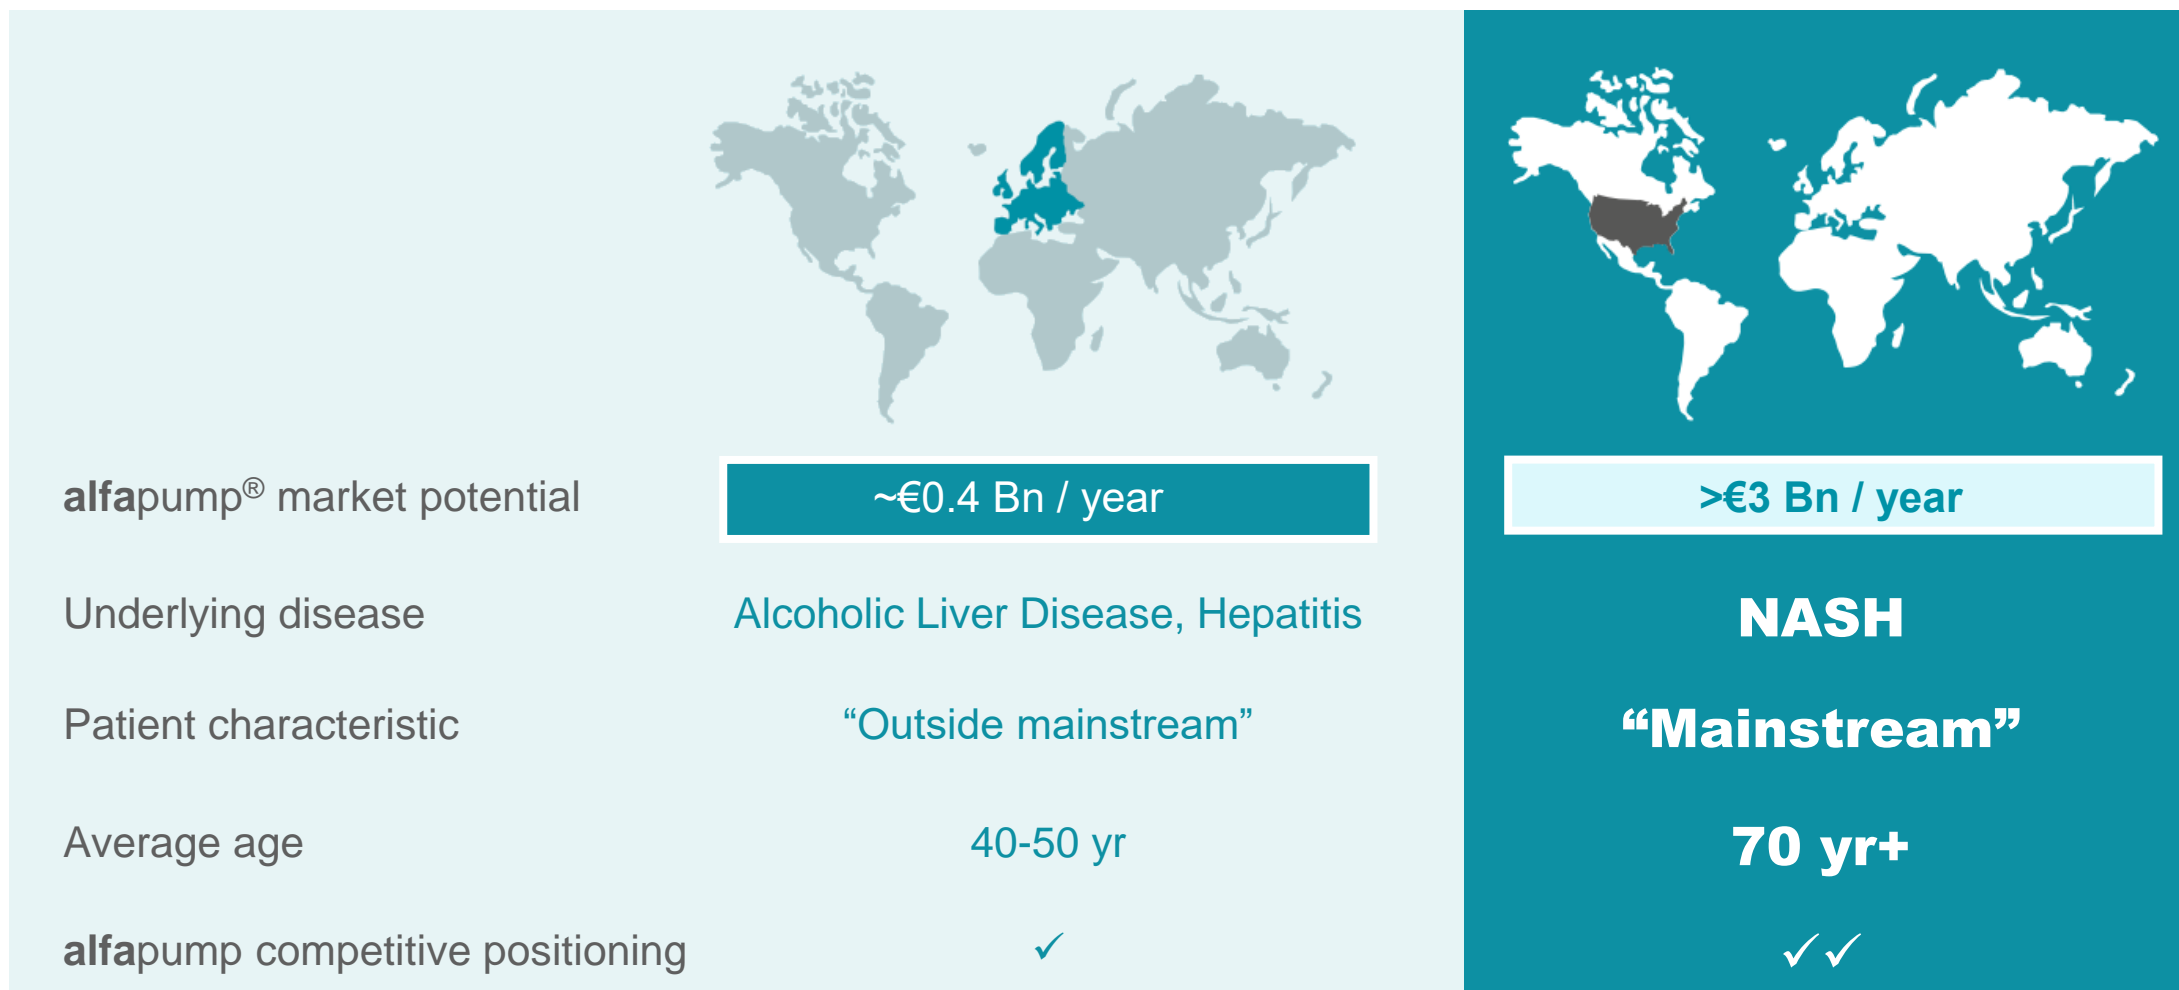 alfapump® market potential ~€0.4 Bn / year >€3 Bn / year
Underlying disease Alcoholic Liver Disease, Hepatitis NASH
Patient characteristic “Outside mainstream” “Mainstream”
Average age 40-50 yr 70 yr+
alfapump competitive positioning ✓ ✓✓